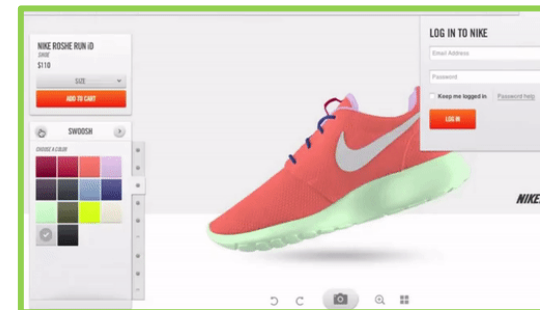 NIKE ROSHE RUN iD
SHOE
$110
SIZE
ADD TO CART
SWOOSH
CHOOSE A COLOR
LOG IN TO NIKE
Email Address
Password
Keep me logged in
Password help
LOG IN
NIKE